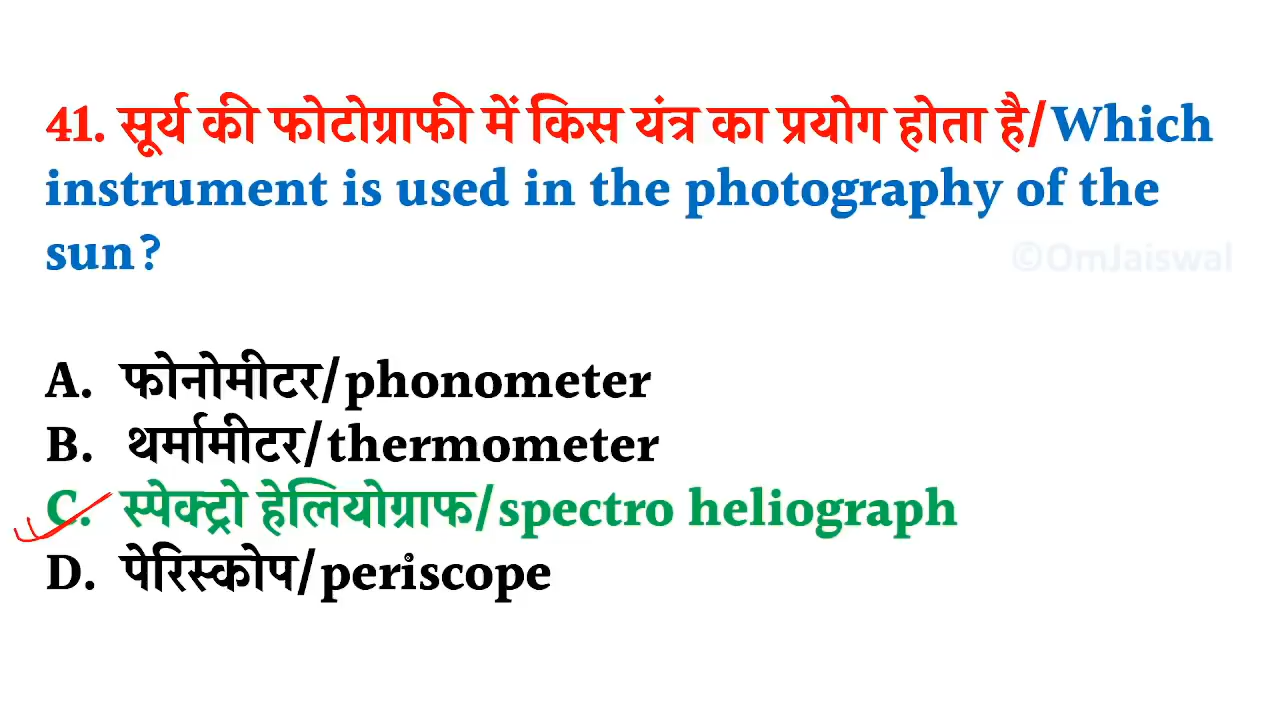 41. सूर्य की फोटोग्राफी में किस यंत्र का प्रयोग होता है/Which
instrument is used in the photography of the
sun?
©OmJaiswal
A. फोनोमीटर/phonometer
B. थर्मामीटर/thermometer
C. स्पेक्ट्रो हेलियोग्राफ/spectro heliograph
D. पेरिस्कोप/periscope